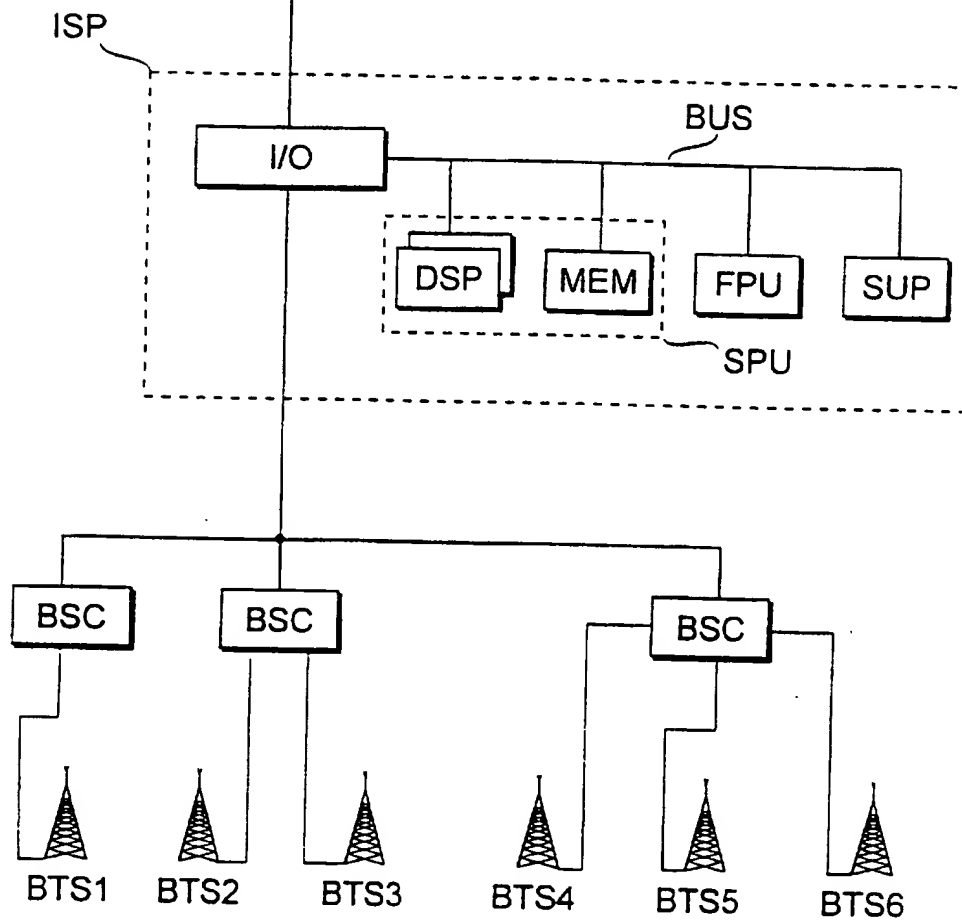 ISP
BUS
I/O
DSP
MEM
FPU
SUP
SPU
BSC
BSC
BSC
BTS1
BTS2
BTS3
BTS4
BTS5
BTS6